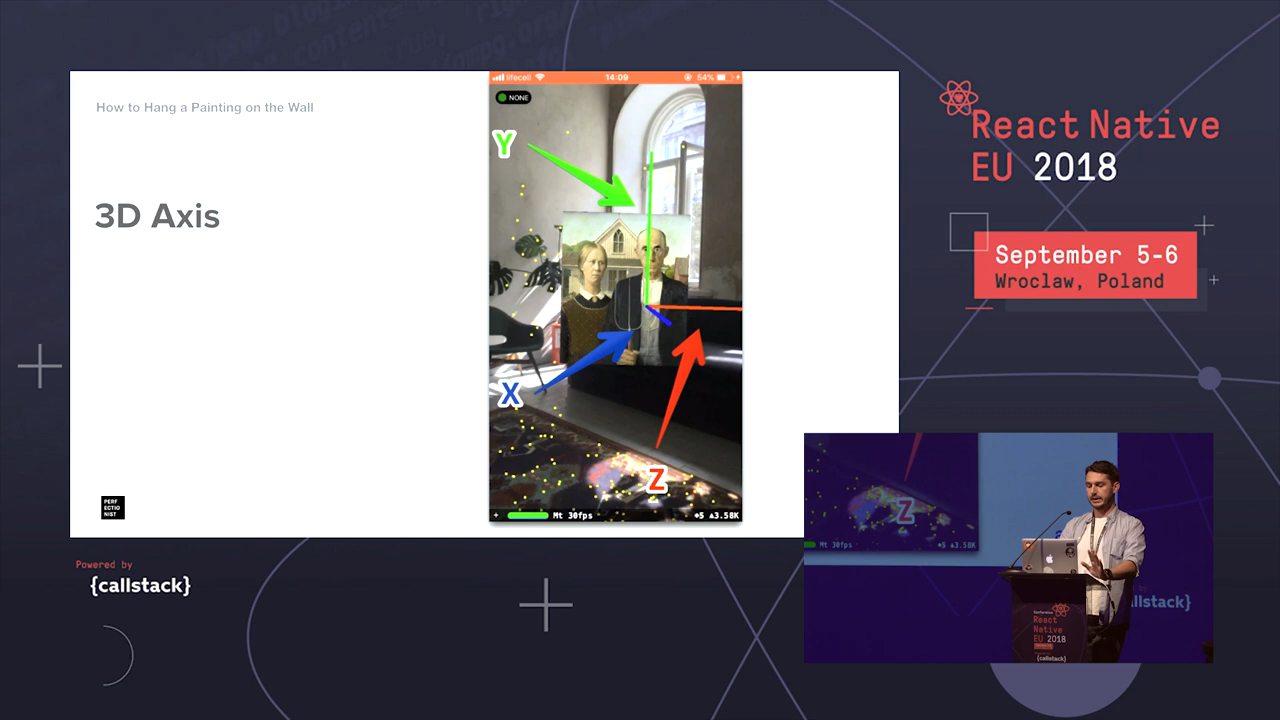 How to Hang a Painting on the Wall
3D Axis
PERF
ECTIO
NIST
lifecell 14:09 54%
NONE
Y
X
Z
Mt 30fps 5 ▲3.58K
React Native
EU 2018
September 5-6
Wroclaw, Poland
Powered by
{callstack}
Z
Mt 30fps 5 ▲3.58K
llstack}
React
Native
EU 2018
{callstack}